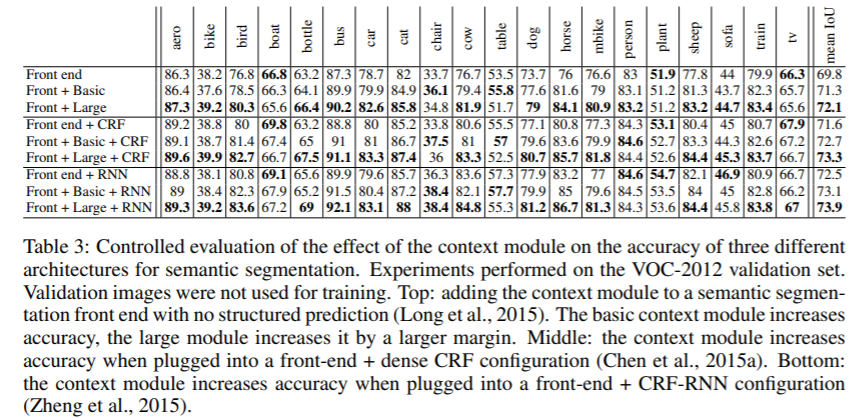 aero bike bird boat bottle bus car cat chair cow table dog horse mbike person plant sheep sofa train tv mean IoU
Front end 86.3 38.2 76.8 66.8 63.2 87.3 78.7 82 33.7 76.7 53.5 73.7 76 76.6 83 51.9 77.8 44 79.9 66.3 69.8
Front + Basic 86.4 37.6 78.5 66.3 64.1 89.9 79.9 84.9 36.1 79.4 55.8 77.6 81.6 79 83.1 51.2 81.3 43.7 82.3 65.7 71.3
Front + Large 87.3 39.2 80.3 65.6 66.4 90.2 82.6 85.8 34.8 81.9 51.7 79 84.1 80.9 83.2 51.2 83.2 44.7 83.4 65.6 72.1
Front end + CRF 89.2 38.8 80 69.8 63.2 88.8 80 85.2 33.8 80.6 55.5 77.1 80.8 77.3 84.3 53.1 80.4 45 80.7 67.9 71.6
Front + Basic + CRF 89.1 38.7 81.4 67.4 65 91 81 86.7 37.5 81 57 79.6 83.6 79.9 84.6 52.7 83.3 44.3 82.6 67.2 72.7
Front + Large + CRF 89.6 39.9 82.7 66.7 67.5 91.1 83.3 87.4 36 83.3 52.5 80.7 85.7 81.8 84.4 52.6 84.4 45.3 83.7 66.7 73.3
Front end + RNN 88.8 38.1 80.8 69.1 65.6 89.9 79.6 85.7 36.3 83.6 57.3 77.9 83.2 77 84.6 54.7 82.1 46.9 80.9 66.7 72.5
Front + Basic + RNN 89 38.4 82.3 67.9 65.2 91.5 80.4 87.2 38.4 82.1 57.7 79.9 85 79.6 84.5 53.5 84 45 82.8 66.2 73.1
Front + Large + RNN 89.3 39.2 83.6 67.2 69 92.1 83.1 88 38.4 84.8 55.3 81.2 86.7 81.3 84.3 53.6 84.4 45.8 83.8 67 73.9
Table 3: Controlled evaluation of the effect of the context module on the accuracy of three different
architectures for semantic segmentation. Experiments performed on the VOC-2012 validation set.
Validation images were not used for training. Top: adding the context module to a semantic segmen-
tation front end with no structured prediction (Long et al., 2015). The basic context module increases
accuracy, the large module increases it by a larger margin. Middle: the context module increases
accuracy when plugged into a front-end + dense CRF configuration (Chen et al., 2015a). Bottom:
the context module increases accuracy when plugged into a front-end + CRF-RNN configuration
(Zheng et al., 2015).